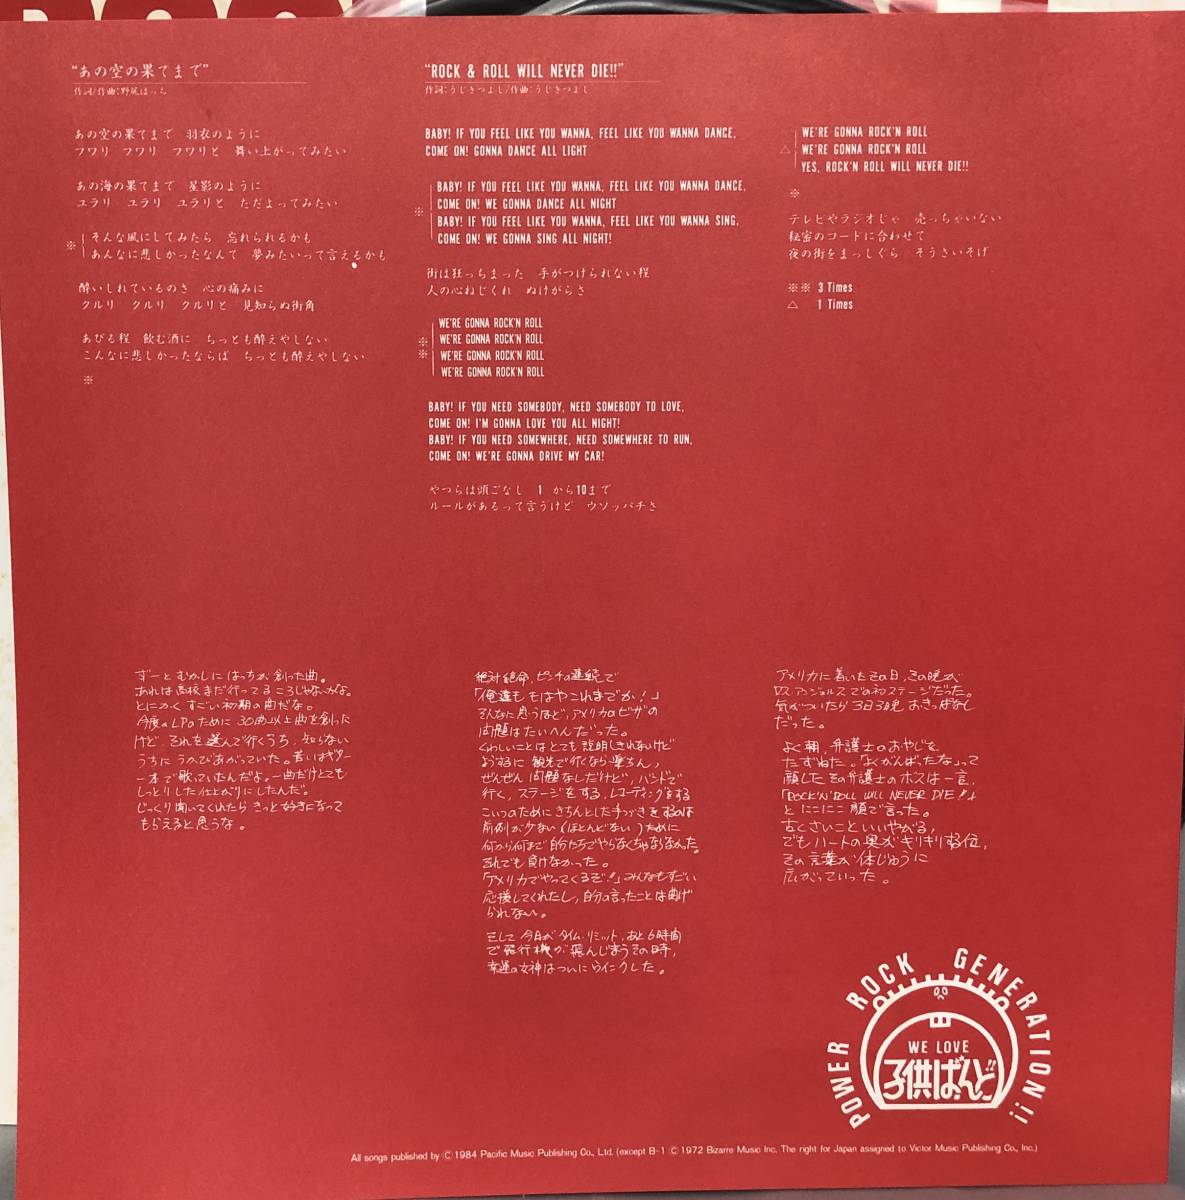 “あの空の果てまで”
作詞/作曲:野尻はっち
あの空の果てまで 羽衣のように
フワリ フワリ フワリと 舞い上がってみたい
あの海の果てまで 星影のように
ユラリ ユラリ ユラリと ただよってみたい
※ そんな風にしてみたら 忘れられるかも
あんなに悲しかったなんて 夢みたいって言えるかも
酔いしれているのさ 心の痛みに
クルリ クルリ クルリと 見知らぬ街角
あびる程 飲む酒に ちっとも酔えやしない
こんなに悲しかったならば ちっとも酔えやしない
※
“ROCK & ROLL WILL NEVER DIE!!”
作詞:うじきつよし/作曲:うじきつよし
BABY! IF YOU FEEL LIKE YOU WANNA, FEEL LIKE YOU WANNA DANCE,
COME ON! GONNA DANCE ALL LIGHT
BABY! IF YOU FEEL LIKE YOU WANNA, FEEL LIKE YOU WANNA DANCE,
※ COME ON! WE GONNA DANCE ALL NIGHT
BABY! IF YOU FEEL LIKE YOU WANNA, FEEL LIKE YOU WANNA SING,
COME ON! WE GONNA SING ALL NIGHT!
街は狂っちまった 手がつけられない程
人の心ねじくれ ぬけがらさ
WE'RE GONNA ROCK'N ROLL
※ WE'RE GONNA ROCK'N ROLL
※ WE'RE GONNA ROCK'N ROLL
WE'RE GONNA ROCK'N ROLL
BABY! IF YOU NEED SOMEBODY, NEED SOMEBODY TO LOVE,
COME ON! I'M GONNA LOVE YOU ALL NIGHT!
BABY! IF YOU NEED SOMEWHERE, NEED SOMEWHERE TO RUN,
COME ON! WE'RE GONNA DRIVE MY CAR!
やつらは頭ごなし 1 から10まで
ルールがあるって言うけど ウソッパチさ
WE'RE GONNA ROCK'N ROLL
△ WE'RE GONNA ROCK'N ROLL
YES, ROCK'N ROLL WILL NEVER DIE!!
※
テレビやラジオじゃ 売っちゃいない
秘密のコードに合わせて
夜の街をまっしぐら そうさいそげ
※※ 3 Times
△ 1 Times
ずーとむかしにはっちが創った曲。
あれは高校まだ行ってるころじゃないかな。
とにかくすごい初期の曲だな。
今度のLPのために30曲以上曲を創った
けど それを選んで行くうち、知らない
うちにうかびあがっていた。昔いはギター
一本で歌っていたんだよ。一曲だけとても
しっとりした仕上がりにしたんだ。
じっくり聞いてくれたら きっと好きになって
もらえると思うな。
絶対絶命、ピンチの連続で
「俺達ももはやこれまでか!」
そんなに思うほど、アメリカのビザの
問題はたいへんだった。
くわしいことはとても説明しきれないけど
ようするに観光で行くなら楽ちん、
ぜんぜん問題なしだけど、バンドで
行く、ステージをする、レコーディングをする
こいつのためにきちんとした手つづきをするのは
前例が少ない(ほとんどない)ために
何から何まで自分たちでやらなくちゃならなかった。
それでも負けなかった。
「アメリカでやってくるぞ!」みんなもすごい
応援してくれたし、自分の言ったことは曲げ
られない。
そして今日がタイム・リミット、あと6時間
で飛行機が飛んじまうその時、
幸運の女神はついにウインクした。
アメリカに着いたその日、その晩が
ロス・アンジェルスでの初ステージだった。
気がついたら3日3晩おきっぱなし
だった。
よく朝、弁護士のおやじを
たずねた。「よくがんばったな」って
顔したその弁護士のボスは一言、
「ROCK'N'ROLL WILL NEVER DIE!」
とにこにこ顔で言った。
古くさいこといいやがる、
でもハートの奥がギリギリする位、
その言葉が体じゅうに
広がっていった。
POWER ROCK GENERATION!!
WE LOVE
子供ばんど
All songs published by © 1984 Pacific Music Publishing Co., Ltd. (except B-1 © 1972 Bizarre Music Inc. The right for Japan assigned to Victor Music Publishing Co., Inc.)